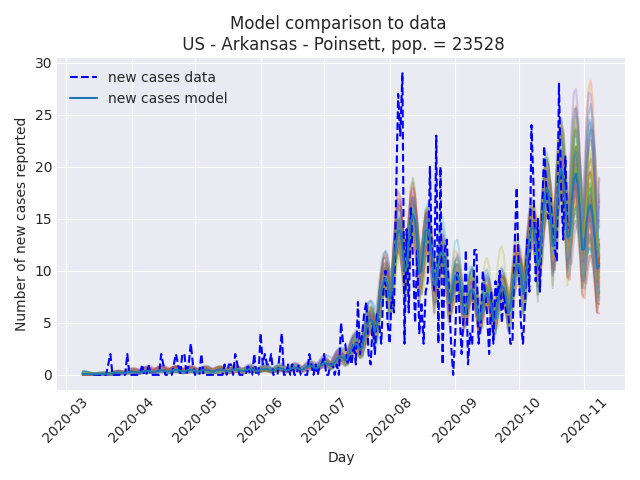 Model comparison to data
US - Arkansas - Poinsett, pop. = 23528
30
25
20
15
10
5
0
Number of new cases reported
new cases data
new cases model
2020-03
2020-04
2020-05
2020-06
2020-07
2020-08
2020-09
2020-10
2020-11
Day